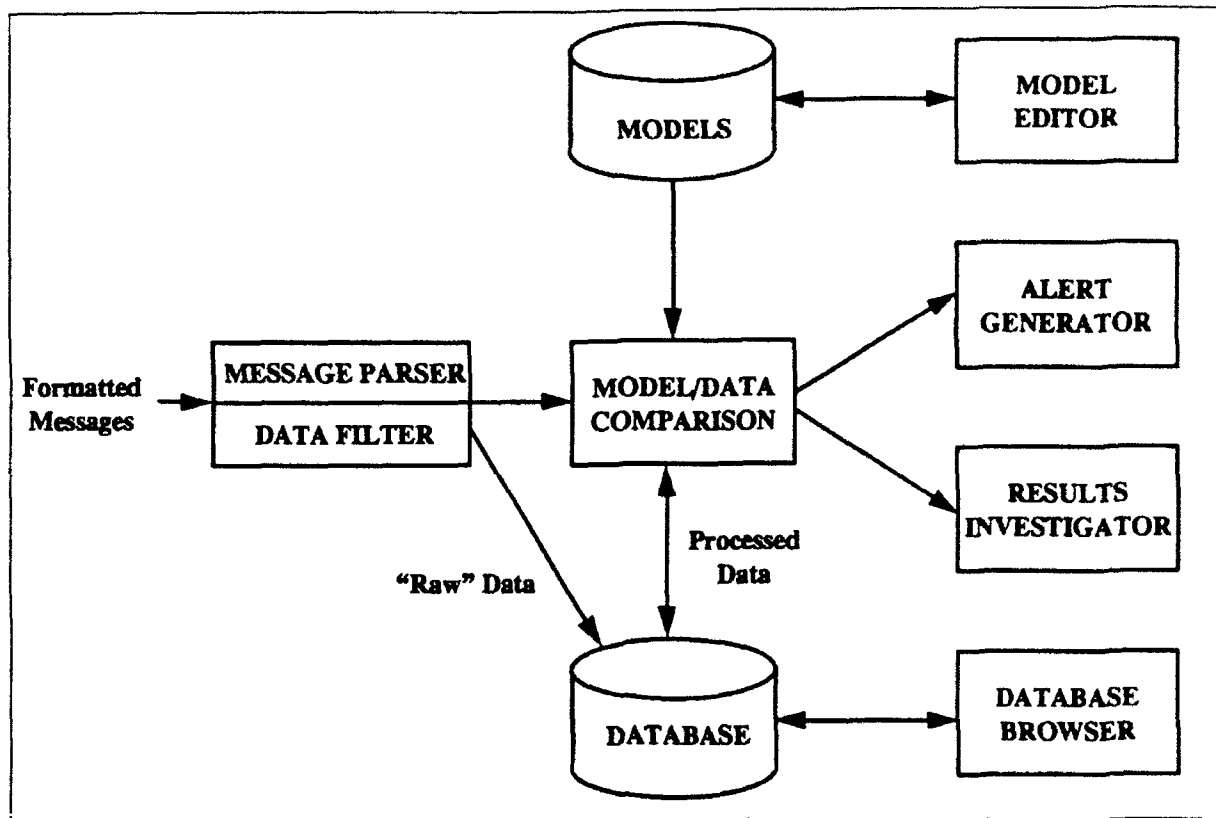 MODELS
MODEL
EDITOR
ALERT
GENERATOR
Formatted
Messages
MESSAGE PARSER
DATA FILTER
MODEL/DATA
COMPARISON
RESULTS
INVESTIGATOR
Processed
Data
“Raw” Data
DATABASE
DATABASE
BROWSER